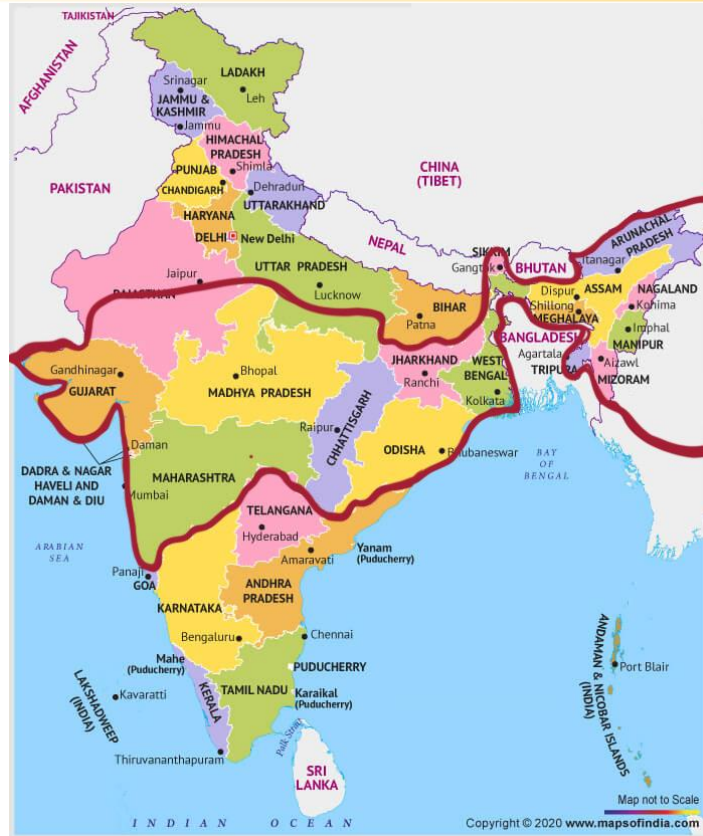 TAJIKISTAN
AFGHANISTAN
LADAKH
Srinagar
Leh
JAMMU &
KASHMIR
Jammu
HIMACHAL
PRADESH
Shimla
PUNJAB
CHANDIGARH
Dehradun
UTTARAKHAND
PAKISTAN
CHINA
(TIBET)
HARYANA
DELHI
New Delhi
NEPAL
SIKKIM
Gangtok
BHUTAN
ARUNACHAL
PRADESH
Itanagar
Jaipur
RAJASTHAN
UTTAR PRADESH
Lucknow
BIHAR
Patna
ASSAM
Dispur
Shillong
MEGHALAYA
NAGALAND
Kohima
Imphal
MANIPUR
BANGLADESH
Agartala
TRIPURA
Aizawl
MIZORAM
Gandhinagar
GUJARAT
Bhopal
MADHYA PRADESH
JHARKHAND
Ranchi
WEST
BENGAL
Kolkata
Raipur
CHHATTISGARH
ODISHA
Bhubaneswar
BAY
OF
BENGAL
Daman
DADRA & NAGAR
HAVELI AND
DAMAN & DIU
MAHARASHTRA
Mumbai
TELANGANA
Hyderabad
ARABIAN
SEA
Amaravati
Yanam
(Puducherry)
Panaji
GOA
ANDHRA
PRADESH
KARNATAKA
Bengaluru
Chennai
Mahe
(Puducherry)
PUDUCHERRY
LAKSHADWEEP
(INDIA)
Kavaratti
KERALA
TAMIL NADU
Karaikal
(Puducherry)
ANDAMAN & NICOBAR ISLANDS
(INDIA)
Port Blair
Thiruvananthapuram
Palk Strait
SRI
LANKA
INDIAN OCEAN
Map not to Scale
Copyright © 2020 www.mapsofindia.com